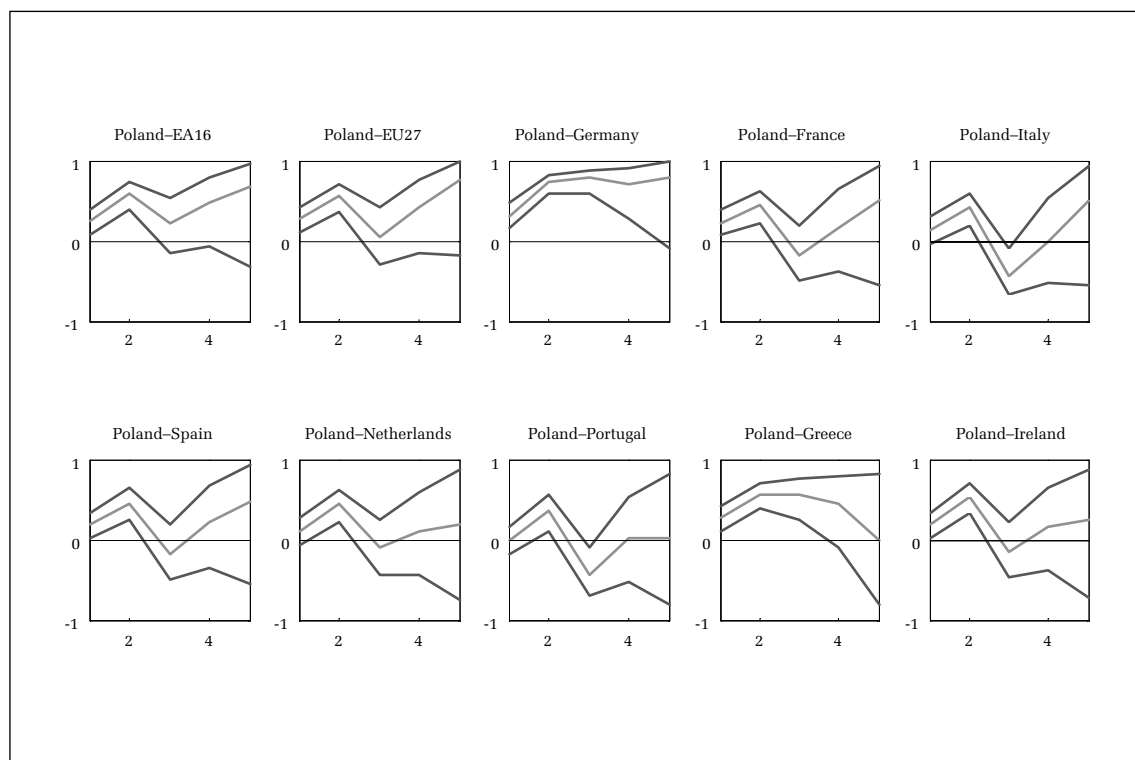 Poland–EA16 Poland–EU27 Poland–Germany Poland–France Poland–Italy
1 1 1 1 1
0 0 0 0 0
-1 -1 -1 -1 -1
2 4 2 4 2 4 2 4 2 4
Poland–Spain Poland–Netherlands Poland–Portugal Poland–Greece Poland–Ireland
1 1 1 1 1
0 0 0 0 0
-1 -1 -1 -1 -1
2 4 2 4 2 4 2 4 2 4